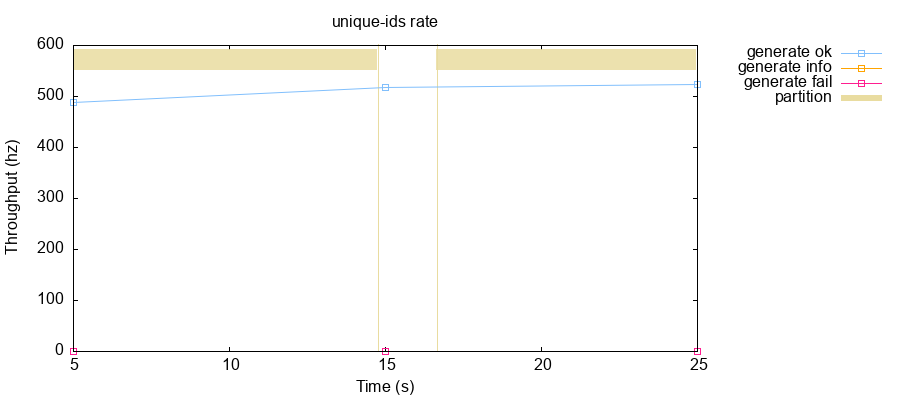 unique-ids rate
600
500
400
300
200
100
0
5
10
15
20
25
Throughput (hz)
Time (s)
generate ok
generate info
generate fail
partition